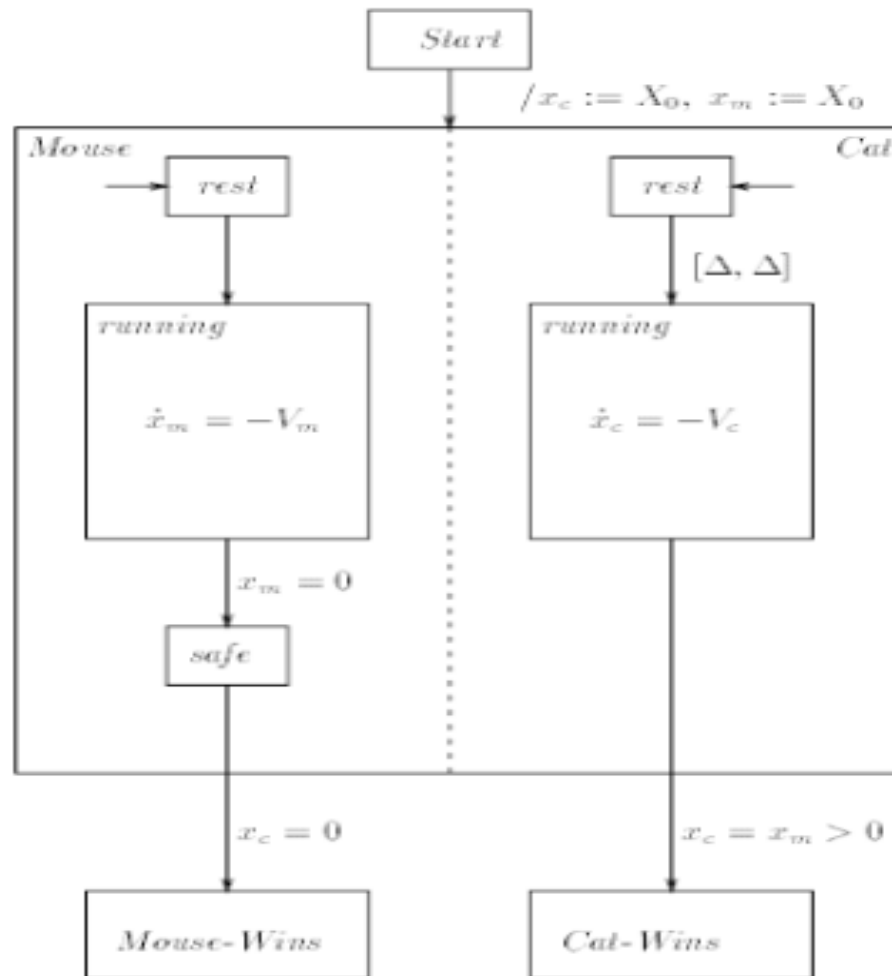 Start
/x_c := X_0, x_m := X_0
Mouse
Cat
rest
rest
[Δ, Δ]
running
running
ẋ_m = −V_m
ẋ_c = −V_c
x_m = 0
safe
x_c = 0
x_c = x_m > 0
Mouse-Wins
Cat-Wins